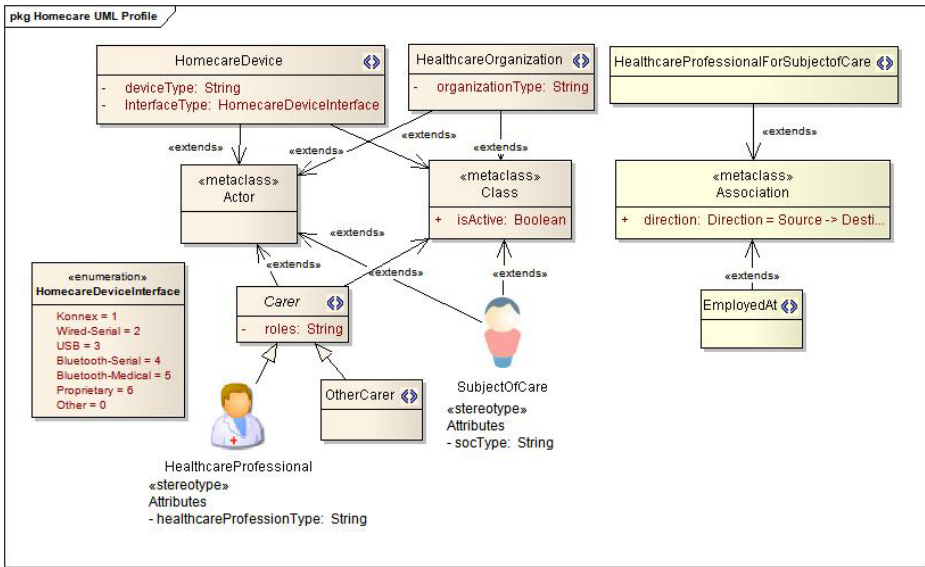 pkg Homecare UML Profile
HomecareDevice
- deviceType: String
- InterfaceType: HomecareDeviceInterface
HealthcareOrganization
- organizationType: String
HealthcareProfessionalForSubjectofCare
«extends»
«extends»
«extends»
«extends»
«extends»
«metaclass»
Actor
«metaclass»
Class
+ isActive: Boolean
«metaclass»
Association
+ direction: Direction = Source -> Desti...
«extends»
«extends»
«extends»
«extends»
«extends»
«enumeration»
HomecareDeviceInterface
Konnex = 1
Wired-Serial = 2
USB = 3
Bluetooth-Serial = 4
Bluetooth-Medical = 5
Proprietary = 6
Other = 0
Carer
- roles: String
EmployedAt
OtherCarer
SubjectOfCare
«stereotype»
Attributes
- socType: String
HealthcareProfessional
«stereotype»
Attributes
- healthcareProfessionType: String